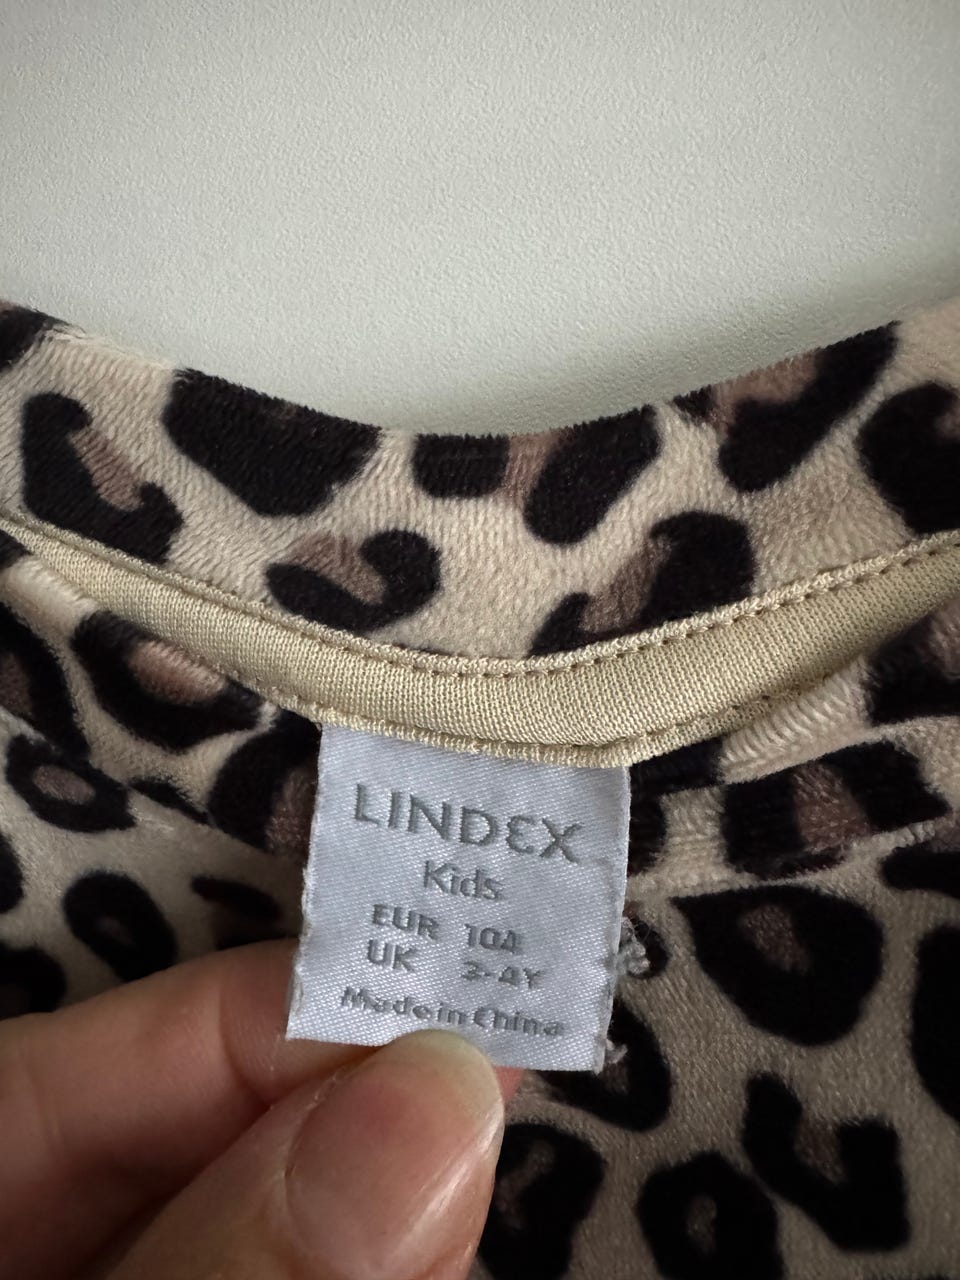 LINDEX
Kids
EUR 104
UK 3-4Y
Made in China